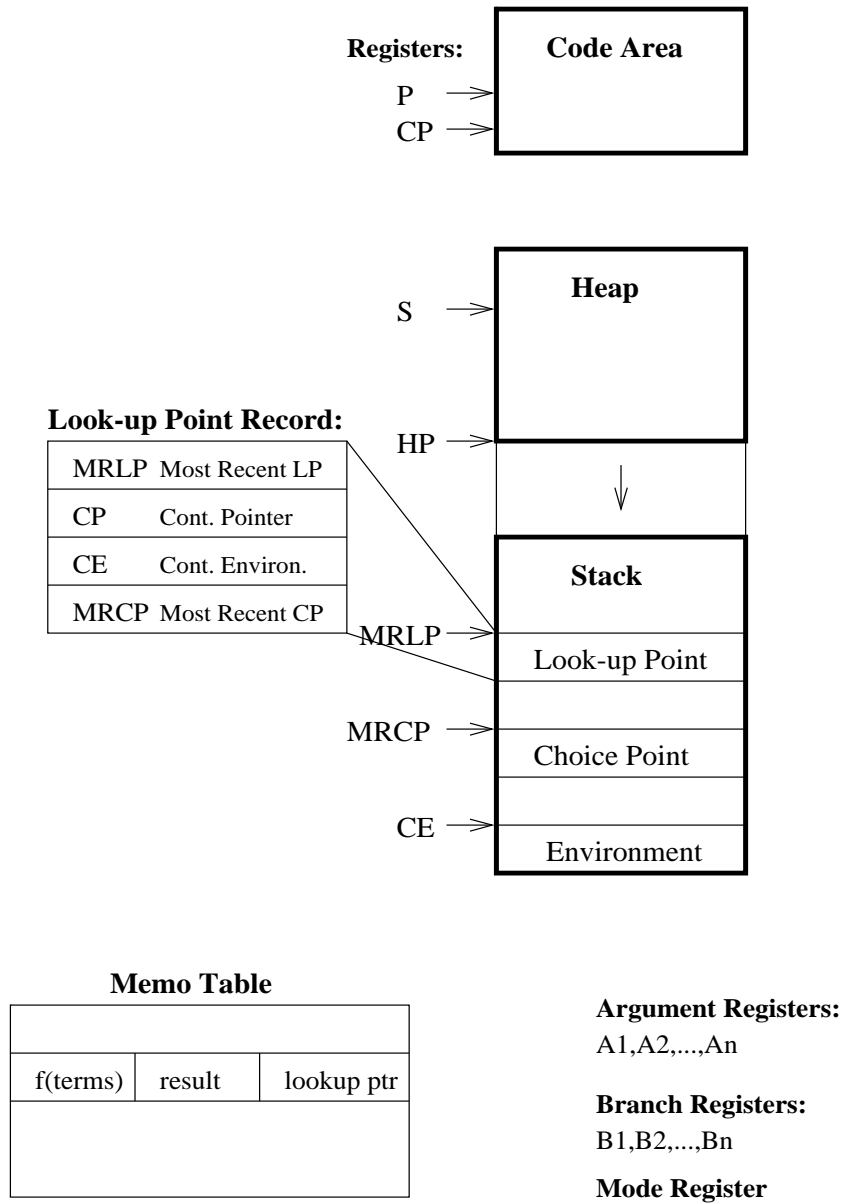 Registers:
Code Area
P
CP
Heap
S
HP
Look-up Point Record:
MRLP Most Recent LP
CP Cont. Pointer
CE Cont. Environ.
MRCP Most Recent CP
Stack
MRLP
Look-up Point
MRCP
Choice Point
CE
Environment
Memo Table
f(terms) result lookup ptr
Argument Registers:
A1,A2,...,An
Branch Registers:
B1,B2,...,Bn
Mode Register